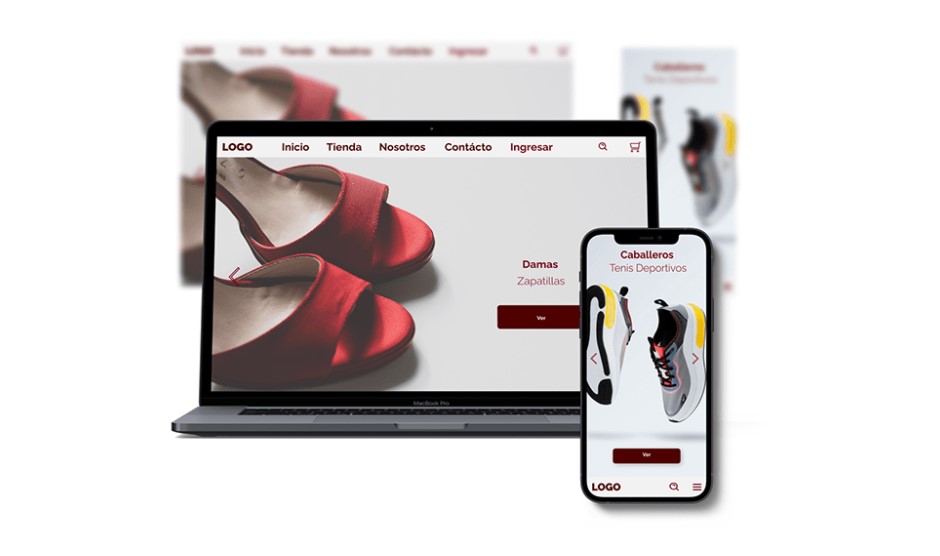 LOGO Inicio Tienda Nosotros Contácto Ingresar
LOGO Inicio Tienda Nosotros Contácto Ingresar
Damas
Zapatillas
Ver
MacBook Pro
Caballeros
Tenis Deportivos
Caballeros
Tenis Deportivos
Ver
LOGO